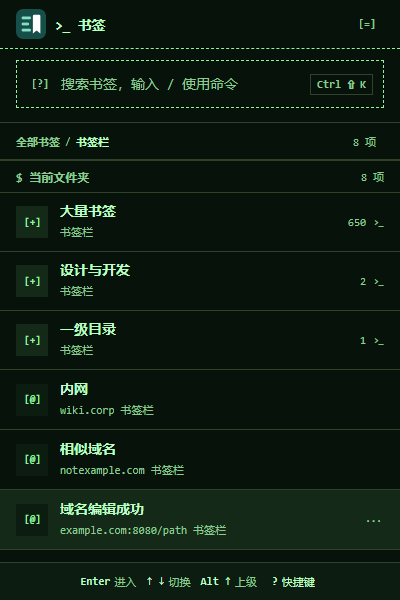 >_ 书签 [=]
[?] 搜索书签，输入 / 使用命令 Ctrl ⇧ K
全部书签 / 书签栏 8 项
$ 当前文件夹 8 项
[+] 大量书签 650 >_
书签栏
[+] 设计与开发 2 >_
书签栏
[+] 一级目录 1 >_
书签栏
[@] 内网
wiki.corp 书签栏
[@] 相似域名
notexample.com 书签栏
[@] 域名编辑成功 ...
example.com:8080/path 书签栏
Enter 进入 ↑↓ 切换 Alt ↑ 上级 ? 快捷键